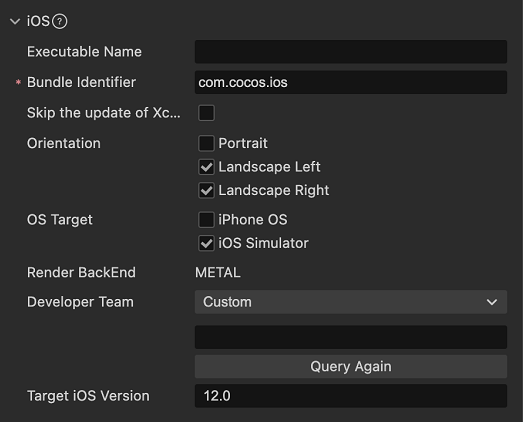 iOS ?
Executable Name
* Bundle Identifier com.cocos.ios
Skip the update of Xc...
Orientation Portrait
Landscape Left
Landscape Right
OS Target iPhone OS
iOS Simulator
Render BackEnd METAL
Developer Team Custom
Query Again
Target iOS Version 12.0